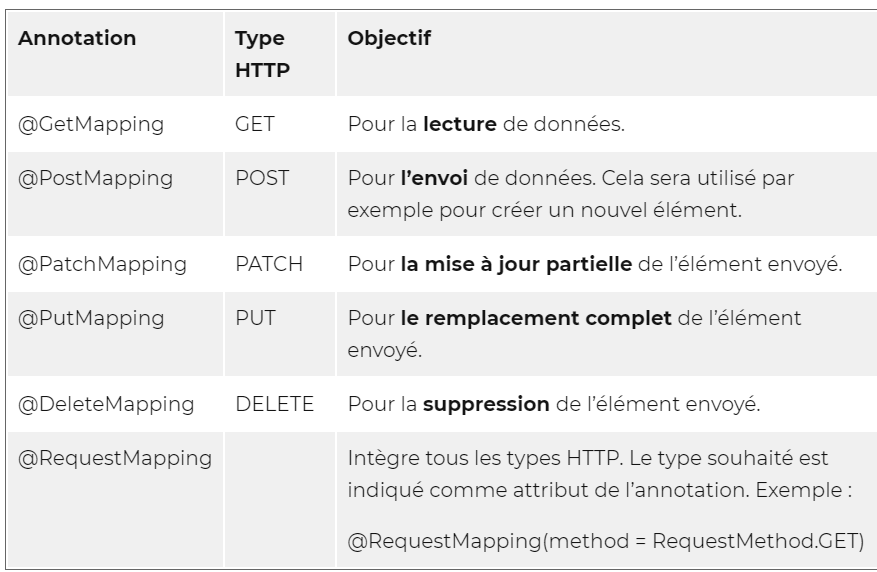 Annotation Type HTTP Objectif
@GetMapping GET Pour la lecture de données.
@PostMapping POST Pour l’envoi de données. Cela sera utilisé par
exemple pour créer un nouvel élément.
@PatchMapping PATCH Pour la mise à jour partielle de l’élément envoyé.
@PutMapping PUT Pour le remplacement complet de l’élément
envoyé.
@DeleteMapping DELETE Pour la suppression de l’élément envoyé.
@RequestMapping Intègre tous les types HTTP. Le type souhaité est
indiqué comme attribut de l’annotation. Exemple :
@RequestMapping(method = RequestMethod.GET)